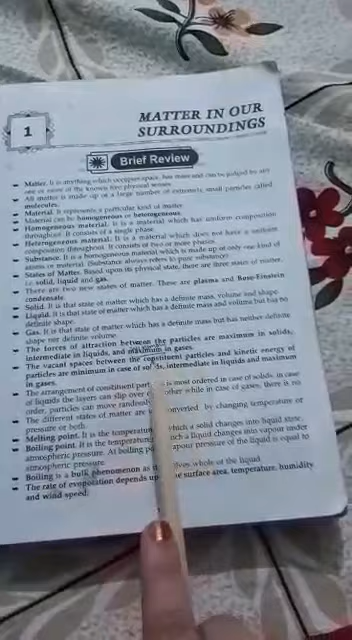 1
MATTER IN OUR
SURROUNDINGS
Brief Review
Matter. It is anything which occupies space, has mass and can be judged by any
one or more of the known five physical senses.
All matter is made up of a large number of extremely small particles called
molecules.
Material. It represents a particular kind of matter.
Material can be homogeneous or heterogeneous.
Homogeneous material. It is a material which has uniform composition
throughout. It consists of a single phase.
Heterogeneous material. It is a material which does not have a uniform
composition throughout. It consists of two or more phases.
Substance. It is a homogeneous material which is made up of only one kind of
atoms or material. (Substance always refers to pure substance)
States of Matter. Based upon its physical state, there are three states of matter,
i.e. solid, liquid and gas.
There are two new states of matter. These are plasma and Bose-Einstein
condensate.
Solid. It is that state of matter which has a definite mass, volume and shape.
Liquid. It is that state of matter which has a definite mass and volume but has no
definite shape.
Gas. It is that state of matter which has a definite mass but has neither definite
shape nor definite volume.
The forces of attraction between the particles are maximum in solids,
intermediate in liquids, and maximum in gases.
The vacant spaces between the constituent particles and kinetic energy of
particles are minimum in case of solids, intermediate in liquids and maximum
in gases.
The arrangement of constituent is most ordered in case of solids, in case
of liquids the layers can slip over other while in case of gases, there is no
order, particles can move randomly
The different states of matter are converted by changing temperature or
pressure or both.
Melting point. It is the which a solid changes into liquid state.
Boiling point. It is the a liquid changes into vapour under
atmospheric pressure. At boiling vapour pressure of the liquid is equal to
atmospheric pressure.
Boiling is a bulk phenomenon as whole of the liquid.
The rate of evaporation depends surface area, temperature, humidity
and wind speed.